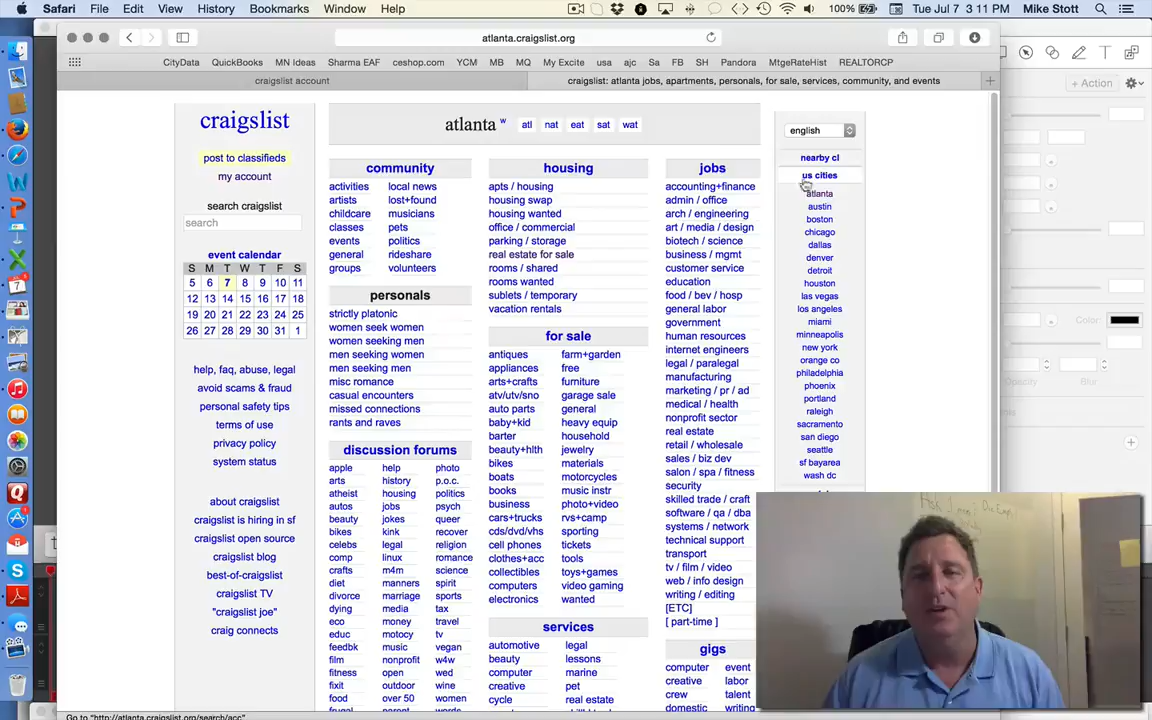 Safari File Edit View History Bookmarks Window Help 100% Tue Jul 7 3:11 PM Mike Stott
atlanta.craigslist.org
CityData QuickBooks MN Ideas Sharma EAF ceshop.com YCM MB MQ My Excite usa ajc Sa FB SH Pandora MtgeRateHist REALTORCP
craigslist account
craigslist: atlanta jobs, apartments, personals, for sale, services, community, and events
+ Action
Color:
Opacity
Blur
craigslist
post to classifieds
my account
search craigslist
search
event calendar
S M T W T F S
5 6 7 8 9 10 11
12 13 14 15 16 17 18
19 20 21 22 23 24 25
26 27 28 29 30 31 1
help, faq, abuse, legal
avoid scams & fraud
personal safety tips
terms of use
privacy policy
system status
about craigslist
craigslist is hiring in sf
craigslist open source
craigslist blog
best-of-craigslist
craigslist TV
"craigslist joe"
craig connects
atlanta w atl nat eat sat wat
community
activities local news
artists lost+found
childcare musicians
classes pets
events politics
general rideshare
groups volunteers
personals
strictly platonic
women seek women
women seeking men
men seeking women
men seeking men
misc romance
casual encounters
missed connections
rants and raves
discussion forums
apple help photo
arts history p.o.c.
atheist housing politics
autos jobs psych
beauty jokes queer
bikes kink recover
celebs legal religion
comp linux romance
crafts m4m science
diet manners spirit
divorce marriage sports
dying media tax
eco money travel
educ motocy tv
feedbk music vegan
film nonprofit w4w
fitness open wed
fixit outdoor wine
food over 50 women
frugal parent words
housing
apts / housing
housing swap
housing wanted
office / commercial
parking / storage
real estate for sale
rooms / shared
rooms wanted
sublets / temporary
vacation rentals
for sale
antiques farm+garden
appliances free
arts+crafts furniture
atv/utv/sno garage sale
auto parts general
baby+kid heavy equip
barter household
beauty+hlth jewelry
bikes materials
boats motorcycles
books music instr
business photo+video
cars+trucks rvs+camp
cds/dvd/vhs sporting
cell phones tickets
clothes+acc tools
collectibles toys+games
computers video gaming
electronics wanted
services
automotive legal
beauty lessons
computer marine
creative pet
cycle real estate
jobs
accounting+finance
admin / office
arch / engineering
art / media / design
biotech / science
business / mgmt
customer service
education
food / bev / hosp
general labor
government
human resources
internet engineers
legal / paralegal
manufacturing
marketing / pr / ad
medical / health
nonprofit sector
real estate
retail / wholesale
sales / biz dev
salon / spa / fitness
security
skilled trade / craft
software / qa / dba
systems / network
technical support
transport
tv / film / video
web / info design
writing / editing
[ETC]
[ part-time ]
gigs
computer event
creative labor
crew talent
domestic writing
english
nearby cl
us cities
atlanta
austin
boston
chicago
dallas
denver
detroit
houston
las vegas
los angeles
miami
minneapolis
new york
orange co
philadelphia
phoenix
portland
raleigh
sacramento
san diego
seattle
sf bayarea
wash dc
Go to "http://atlanta.craigslist.org/search/acc"